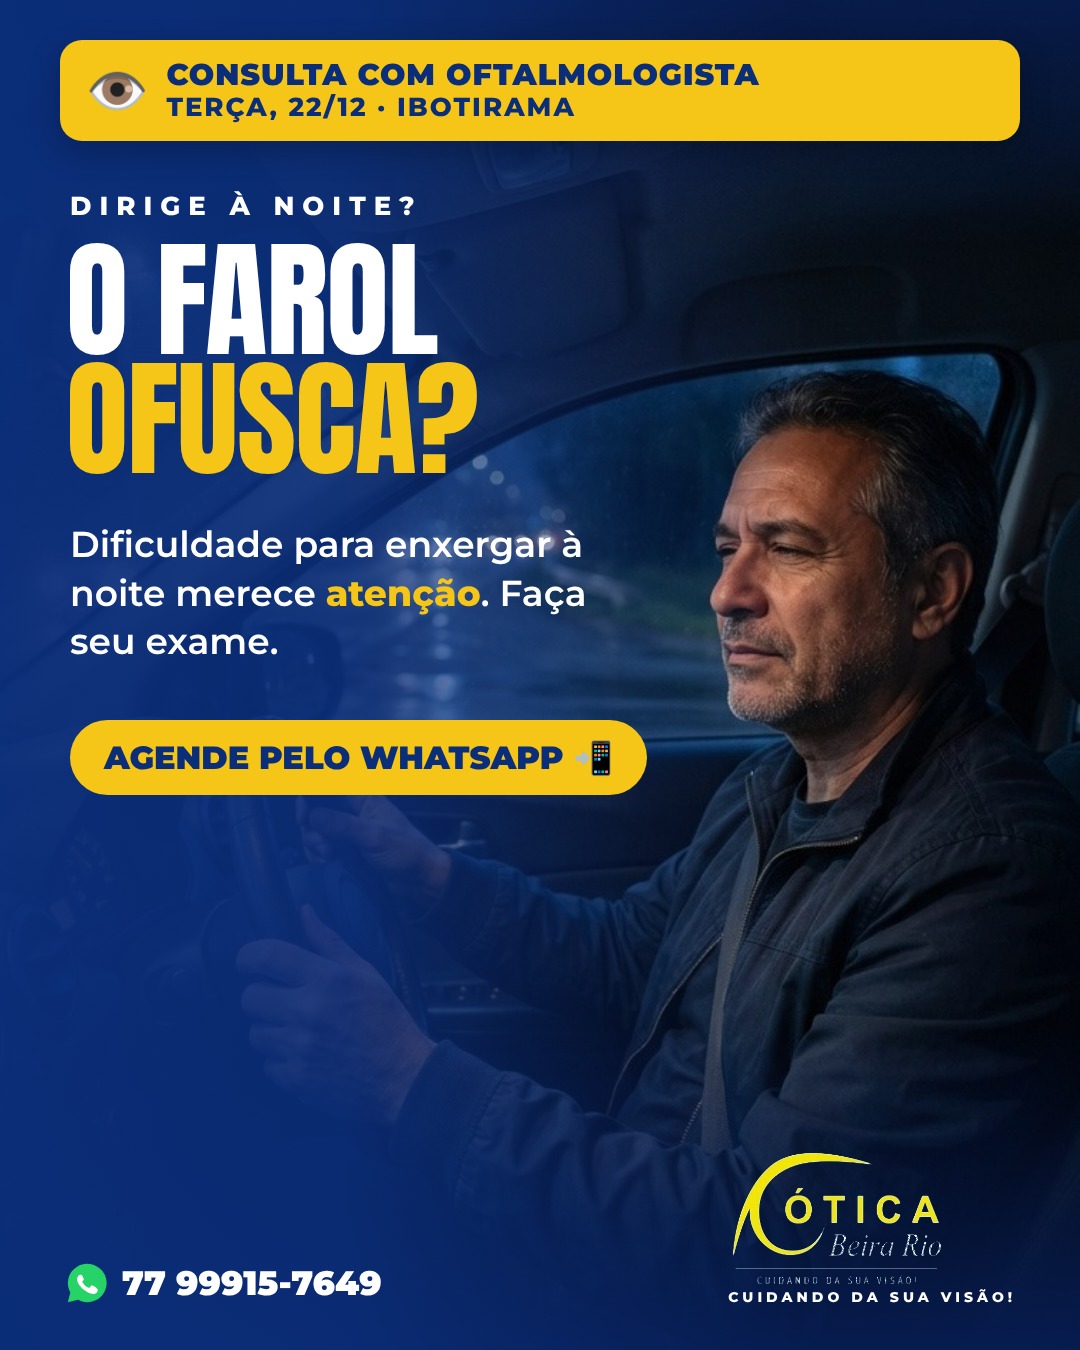 CONSULTA COM OFTALMOLOGISTA
TERÇA, 22/12 · IBOTIRAMA
DIRIGE À NOITE?
O FAROL
OFUSCA?
Dificuldade para enxergar à
noite merece atenção. Faça
seu exame.
AGENDE PELO WHATSAPP
ÓTICA
Beira Rio
CUIDANDO DA SUA VISÃO!
CUIDANDO DA SUA VISÃO!
77 99915-7649